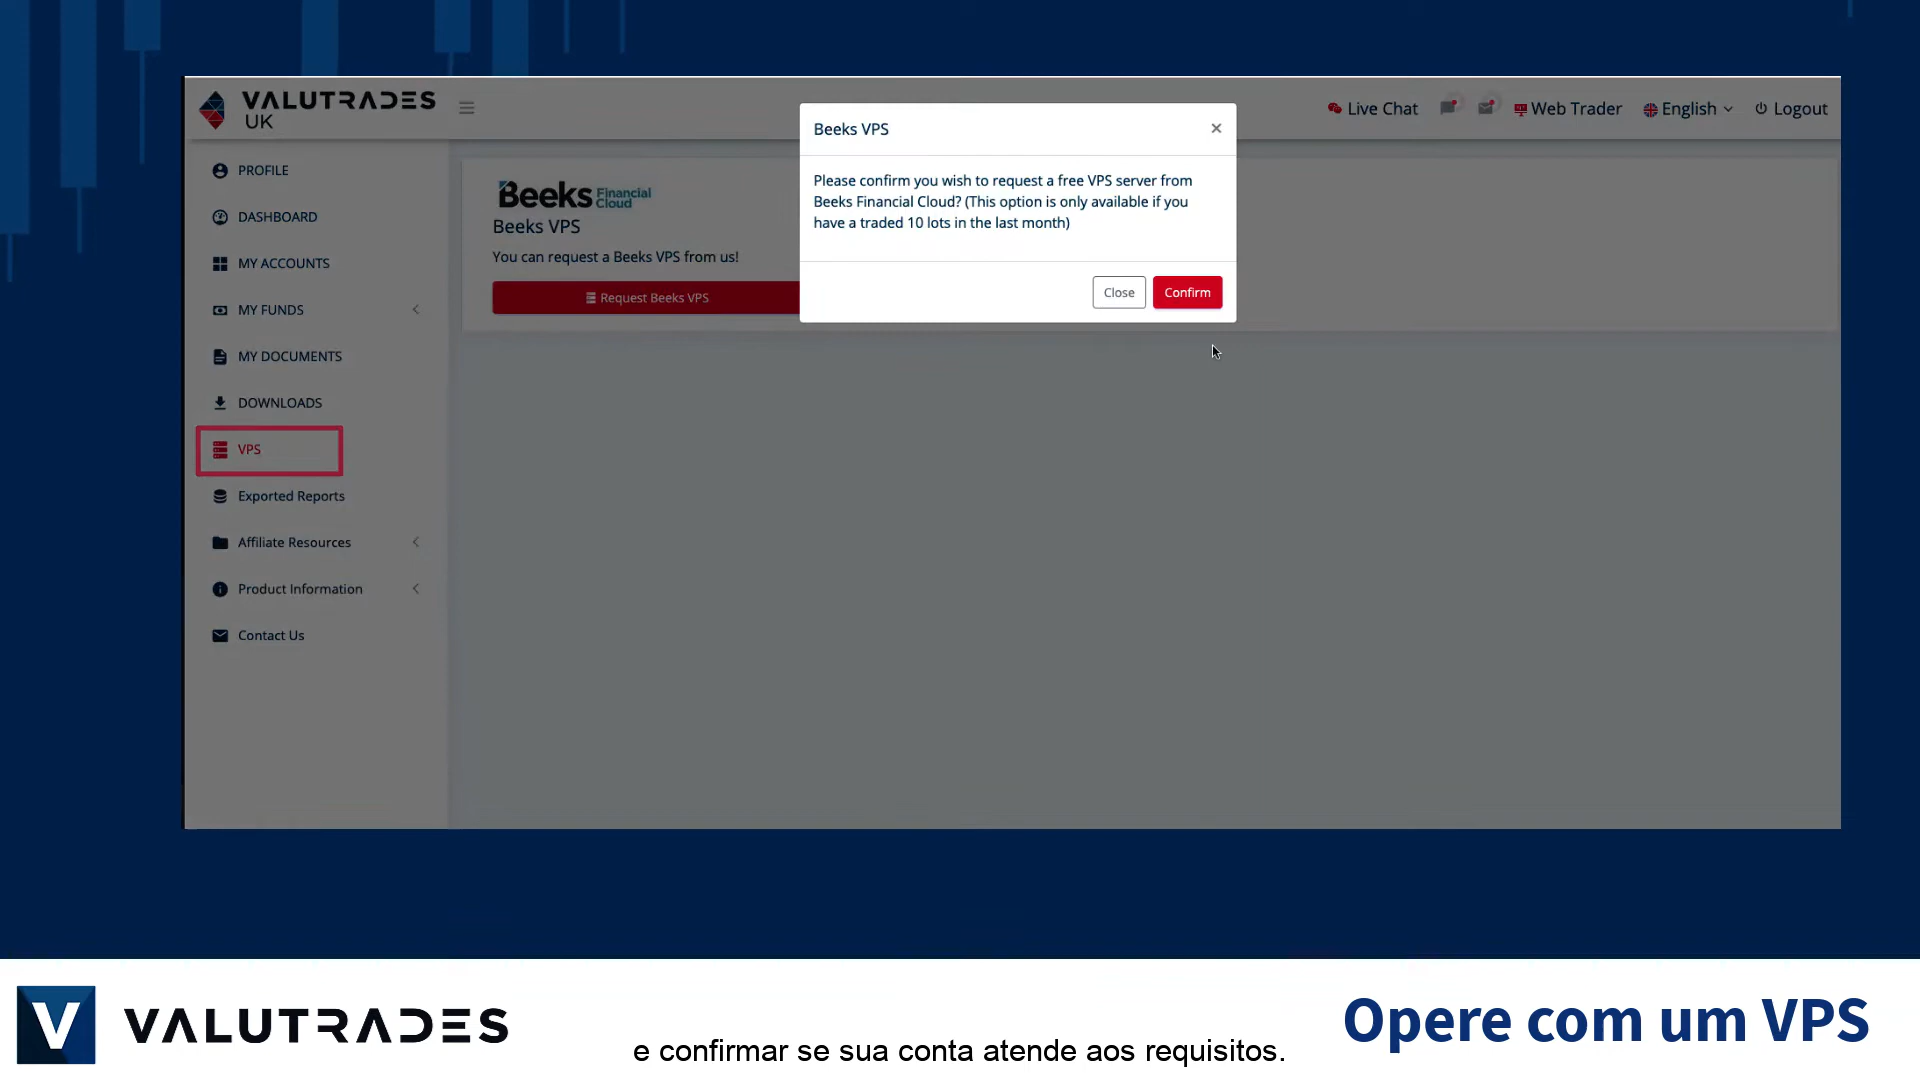 VALUTRADES
UK
Live Chat
Web Trader
English
Logout
Beeks VPS
×
Please confirm you wish to request a free VPS server from
Beeks Financial Cloud? (This option is only available if you
have a traded 10 lots in the last month)
Close
Confirm
PROFILE
DASHBOARD
MY ACCOUNTS
MY FUNDS
MY DOCUMENTS
DOWNLOADS
VPS
Exported Reports
Affiliate Resources
Product Information
Contact Us
Beeks Financial
Cloud
Beeks VPS
You can request a Beeks VPS from us!
Request Beeks VPS
V VALUTRADES
e confirmar se sua conta atende aos requisitos.
Opere com um VPS